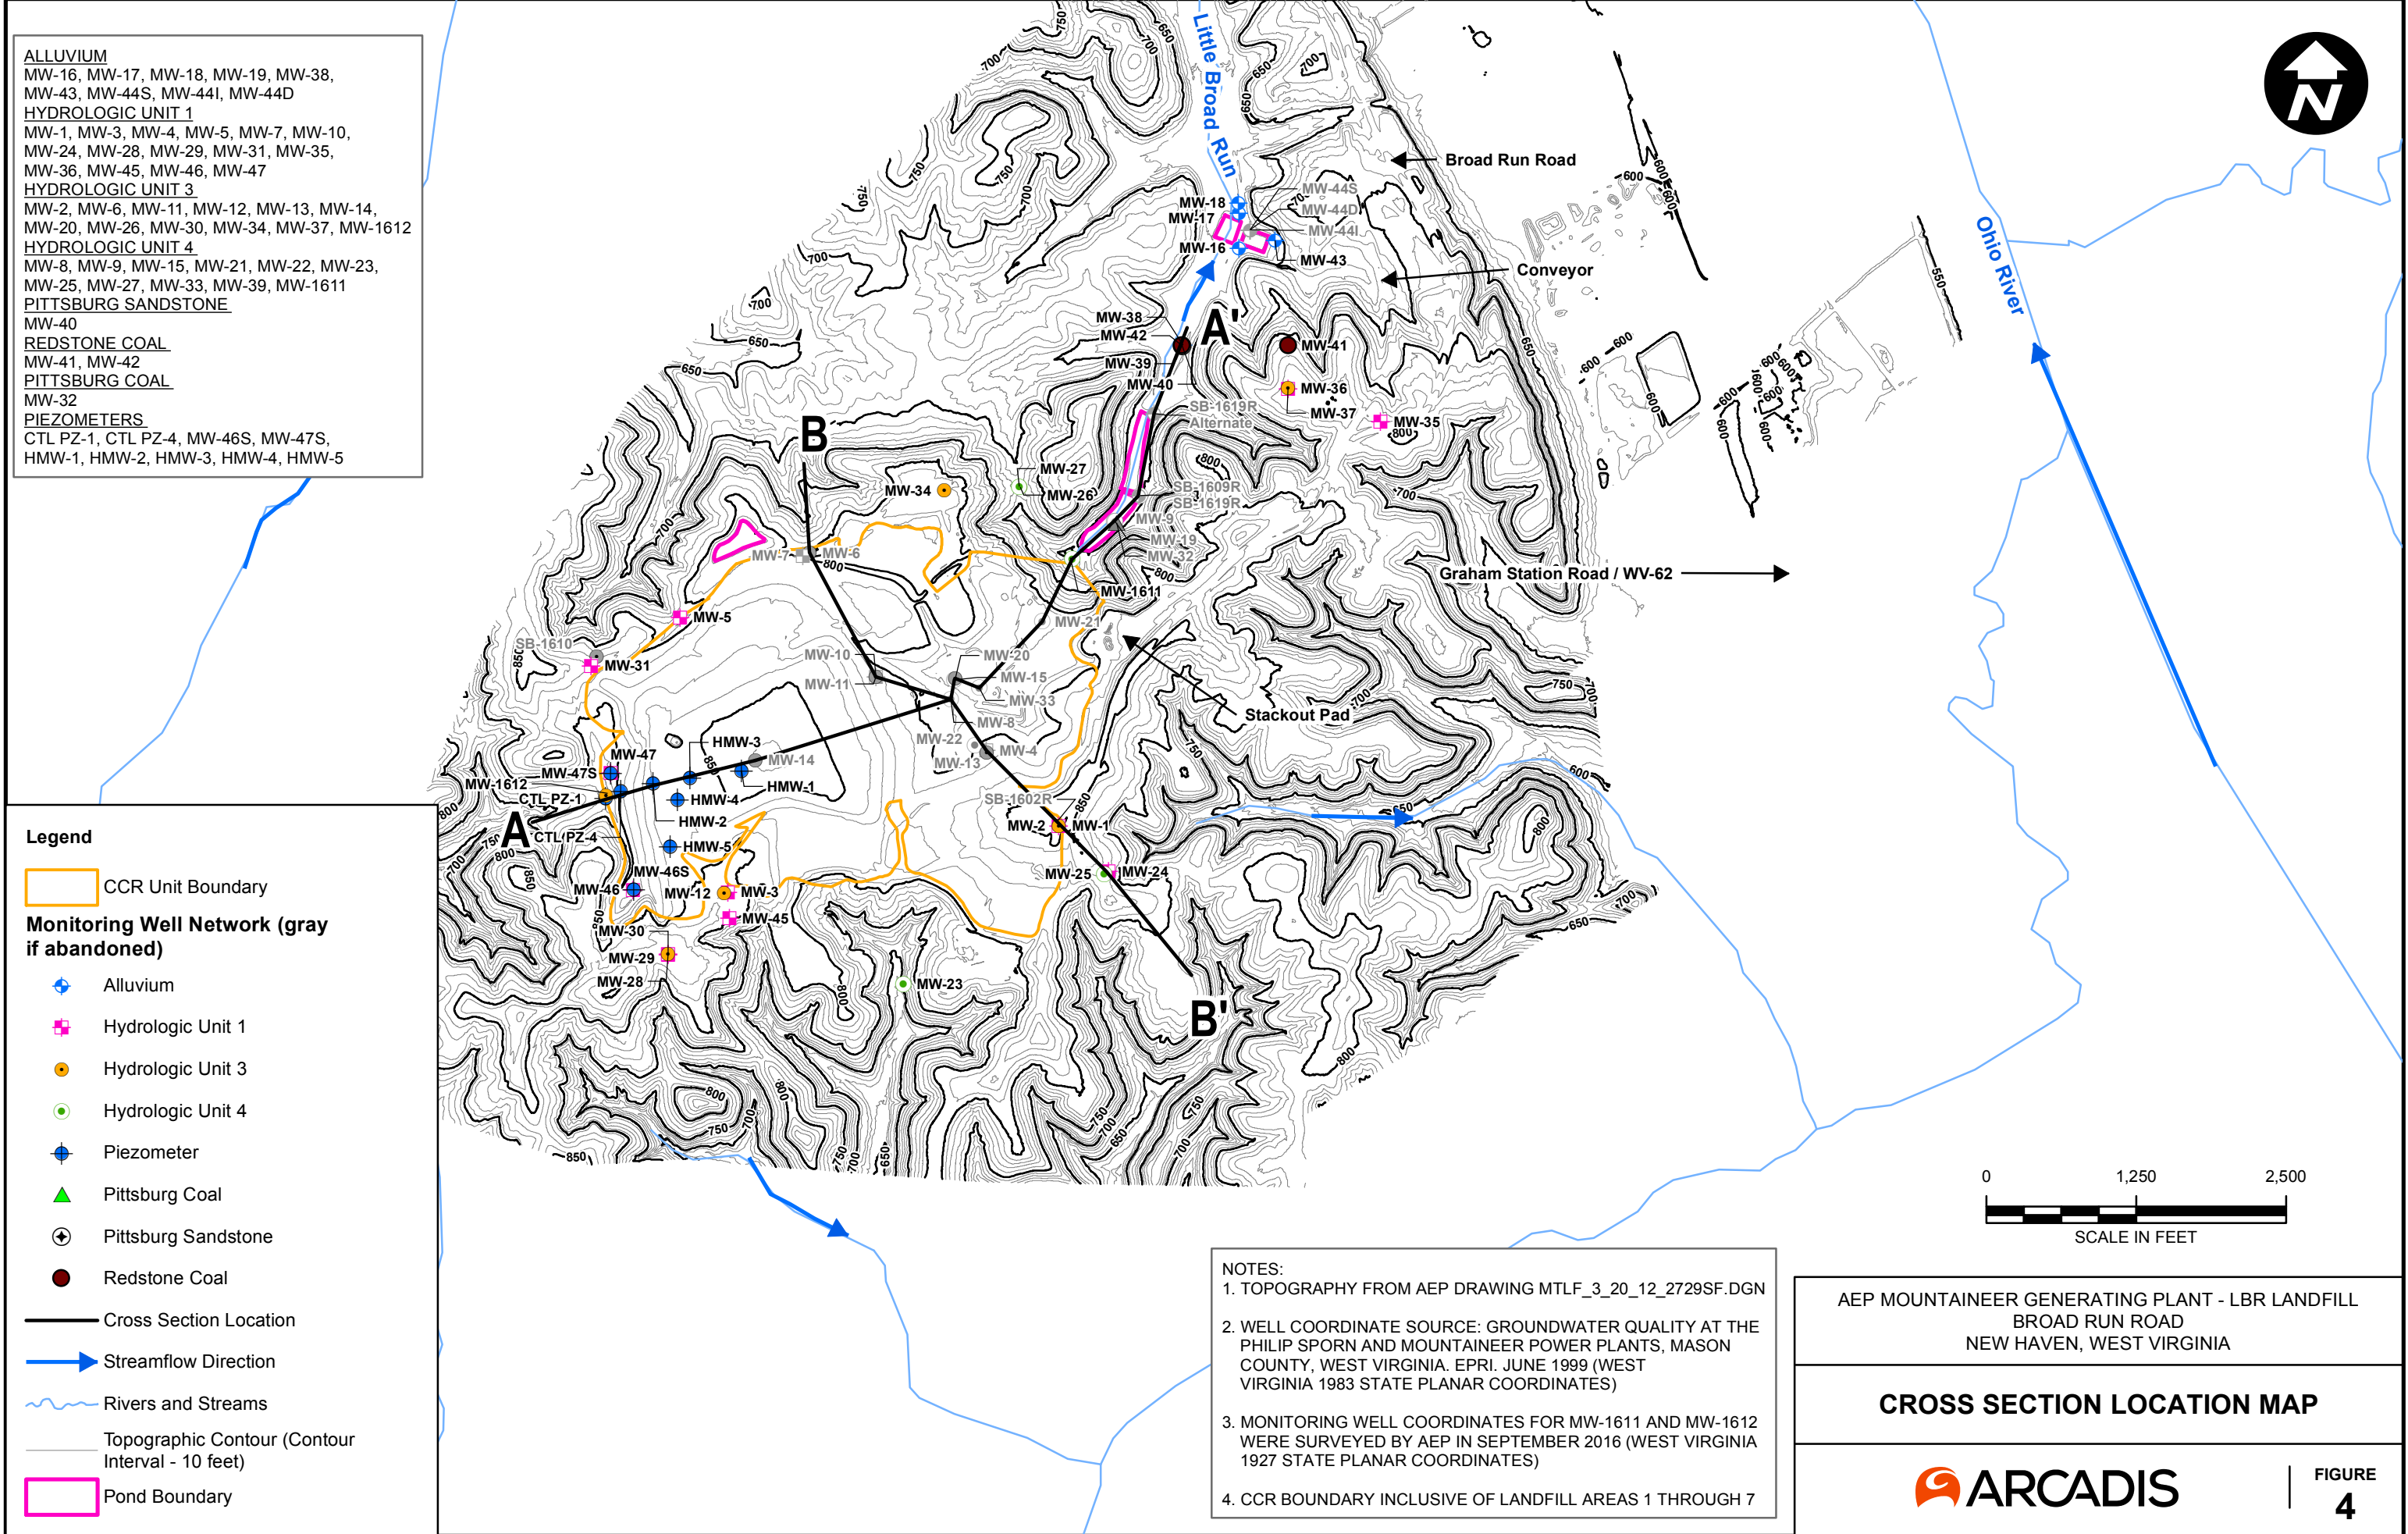 ALLUVIUM
MW-16, MW-17, MW-18, MW-19, MW-38,
MW-43, MW-44S, MW-44I, MW-44D
HYDROLOGIC UNIT 1
MW-1, MW-3, MW-4, MW-5, MW-7, MW-10,
MW-24, MW-28, MW-29, MW-31, MW-35,
MW-36, MW-45, MW-46, MW-47
HYDROLOGIC UNIT 3
MW-2, MW-6, MW-11, MW-12, MW-13, MW-14,
MW-20, MW-26, MW-30, MW-34, MW-37, MW-1612
HYDROLOGIC UNIT 4
MW-8, MW-9, MW-15, MW-21, MW-22, MW-23,
MW-25, MW-27, MW-33, MW-39, MW-1611
PITTSBURG SANDSTONE
MW-40
REDSTONE COAL
MW-41, MW-42
PITTSBURG COAL
MW-32
PIEZOMETERS
CTL PZ-1, CTL PZ-4, MW-46S, MW-47S,
HMW-1, HMW-2, HMW-3, HMW-4, HMW-5
N
Little Broad Run
Broad Run Road
MW-44S
MW-18
MW-44D
MW-17
MW-44I
MW-16
MW-43
Conveyor
Ohio River
MW-38
A'
MW-42
MW-41
MW-39
MW-40
MW-36
MW-37
SB-1619R
Alternate
MW-35
B
MW-27
MW-34
MW-26
SB-1609R
SB-1619R
MW-9
MW-19
MW-32
MW-7
MW-6
Graham Station Road / WV-62
MW-1611
MW-5
MW-21
SB-1610
MW-31
MW-10
MW-20
MW-11
MW-15
MW-33
Stackout Pad
MW-8
MW-22
MW-4
MW-13
HMW-3
MW-47
MW-14
MW-47S
MW-1612
HMW-1
CTL PZ-1
HMW-4
SB-1602R
A
HMW-2
CTL PZ-4
MW-2
MW-1
HMW-5
MW-46S
MW-25
MW-24
MW-46
MW-12
MW-3
MW-45
MW-30
MW-29
MW-28
MW-23
B'
600
650
700
750
800
850
550
Legend
CCR Unit Boundary
Monitoring Well Network (gray
if abandoned)
Alluvium
Hydrologic Unit 1
Hydrologic Unit 3
Hydrologic Unit 4
Piezometer
Pittsburg Coal
Pittsburg Sandstone
Redstone Coal
Cross Section Location
Streamflow Direction
Rivers and Streams
Topographic Contour (Contour
Interval - 10 feet)
Pond Boundary
0 1,250 2,500
SCALE IN FEET
NOTES:
1. TOPOGRAPHY FROM AEP DRAWING MTLF_3_20_12_2729SF.DGN
2. WELL COORDINATE SOURCE: GROUNDWATER QUALITY AT THE
PHILIP SPORN AND MOUNTAINEER POWER PLANTS, MASON
COUNTY, WEST VIRGINIA. EPRI. JUNE 1999 (WEST
VIRGINIA 1983 STATE PLANAR COORDINATES)
3. MONITORING WELL COORDINATES FOR MW-1611 AND MW-1612
WERE SURVEYED BY AEP IN SEPTEMBER 2016 (WEST VIRGINIA
1927 STATE PLANAR COORDINATES)
4. CCR BOUNDARY INCLUSIVE OF LANDFILL AREAS 1 THROUGH 7
AEP MOUNTAINEER GENERATING PLANT - LBR LANDFILL
BROAD RUN ROAD
NEW HAVEN, WEST VIRGINIA
CROSS SECTION LOCATION MAP
ARCADIS
FIGURE
4